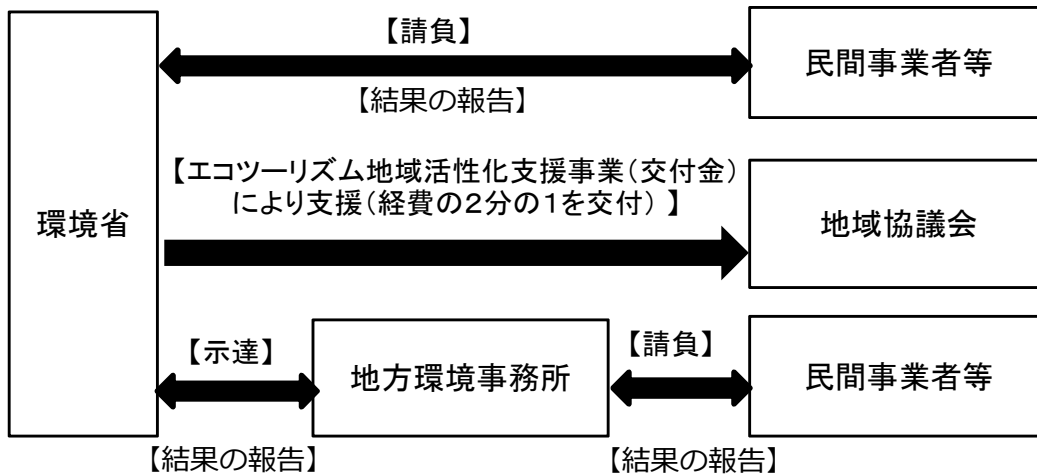 【請負】
環境省
民間事業者等
【結果の報告】
【エコツーリズム地域活性化支援事業（交付金）
により支援（経費の２分の１を交付）】
地域協議会
【示達】
地方環境事務所
【請負】
民間事業者等
【結果の報告】
【結果の報告】